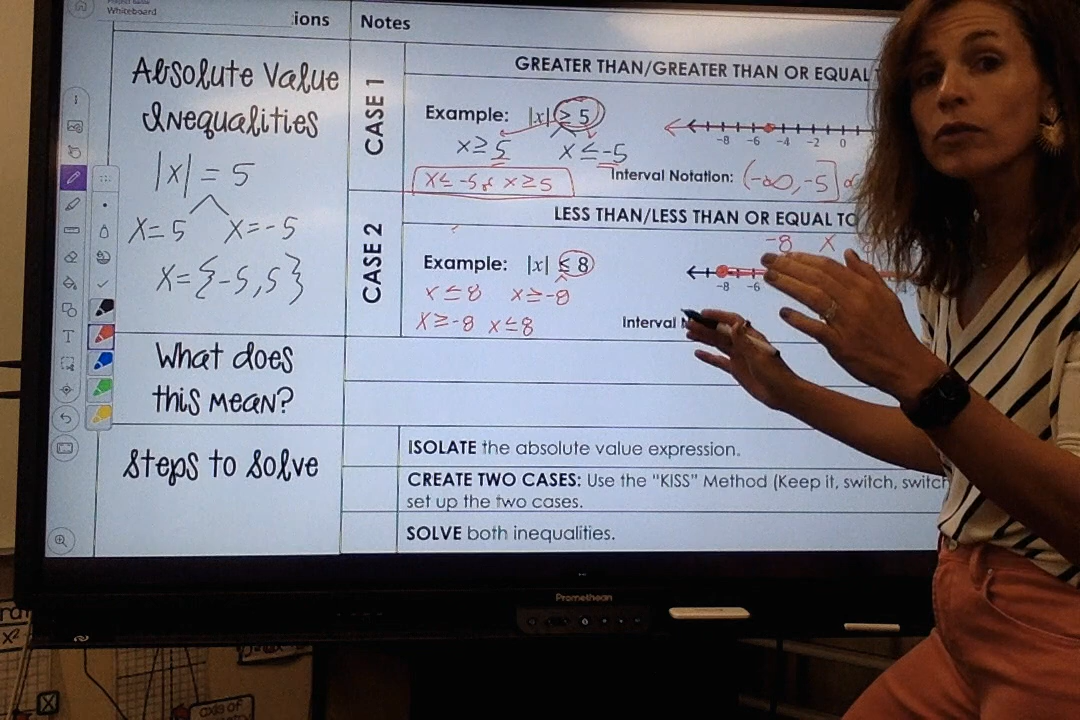 Whiteboard
ions
Notes
Absolute Value
Inequalities
|x| = 5
x=5 x=-5
x={-5,5}
CASE 1
GREATER THAN/GREATER THAN OR EQUAL
Example: |x| ≥ 5
x≥5 x≤-5
x≤-5 or x≥5
-8 -6 -4 -2 0
Interval Notation: (-∞,-5]
CASE 2
LESS THAN/LESS THAN OR EQUAL TO
Example: |x| ≤ 8
x≤8 x≥-8
x≥-8 x≤8
-8 x
-8 -6
Interval
What does
this mean?
Steps to Solve
ISOLATE the absolute value expression.
CREATE TWO CASES: Use the "KISS" Method (Keep it, switch, switch
set up the two cases.
SOLVE both inequalities.
Promethean
x²
axis of